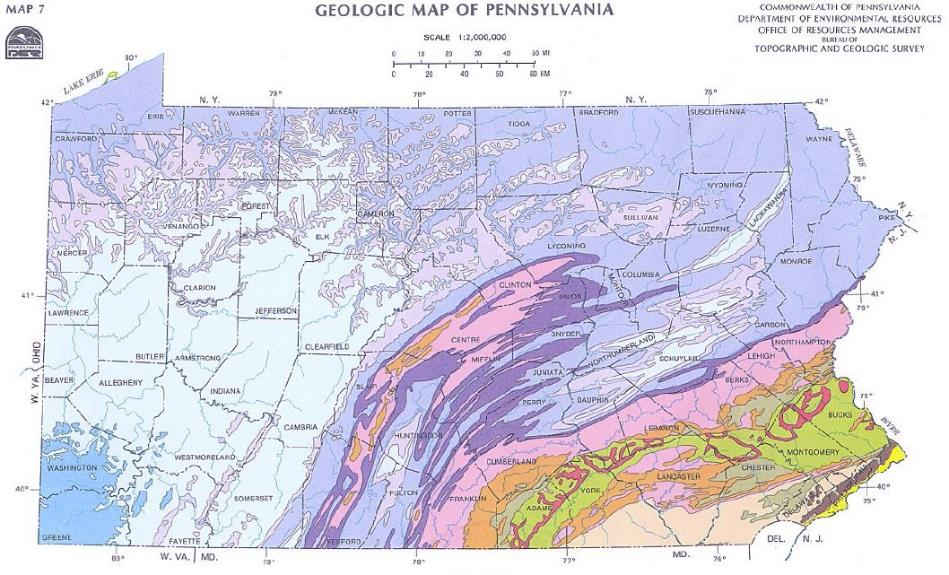 MAP 7
GEOLOGIC MAP OF PENNSYLVANIA
COMMONWEALTH OF PENNSYLVANIA
DEPARTMENT OF ENVIRONMENTAL RESOURCES
OFFICE OF RESOURCES MANAGEMENT
BUREAU OF
TOPOGRAPHIC AND GEOLOGIC SURVEY
SCALE 1:2,000,000
0 10 20 30 40 50 MI
0 20 40 60 80 KM
LAKE ERIE
80°
N. Y.
79°
78°
77°
N. Y.
76°
42°
42°
ERIE
WARREN
McKEAN
POTTER
TIOGA
BRADFORD
SUSQUEHANNA
CRAWFORD
WAYNE
DELAWARE
75°
WYONING
LACKAWANNA
FOREST
CAMERON
SULLIVAN
VENANGO
LUZERNE
PIKE
N. Y.
N. J.
ELK
LYCOMING
MERCER
MONROE
COLUMBIA
CLINTON
MONTOUR
UNION
CLARION
41°
41°
75°
LAWRENCE
JEFFERSON
CARBON
SNYDER
CENTRE
NORTHUMBERLAND
NORTHAMPTON
CLEARFIELD
BUTLER
ARMSTRONG
MIFFLIN
SCHUYLKILL
LEHIGH
W. VA. OHIO
BEAVER
ALLEGHENY
JUNIATA
BERKS
BLAIR
INDIANA
PERRY
DAUPHIN
BUCKS
CAMBRIA
LEBANON
RIVER
HUNTINGDON
MONTGOMERY
WESTMORELAND
CUMBERLAND
WASHINGTON
CHESTER
LANCASTER
40°
40°
75°
SOMERSET
FULTON
FRANKLIN
YORK
ADAMS
DELAWARE
GREENE
FAYETTE
BEDFORD
W. VA.
MD.
MD.
DEL.
N. J.
79°
78°
77°
76°